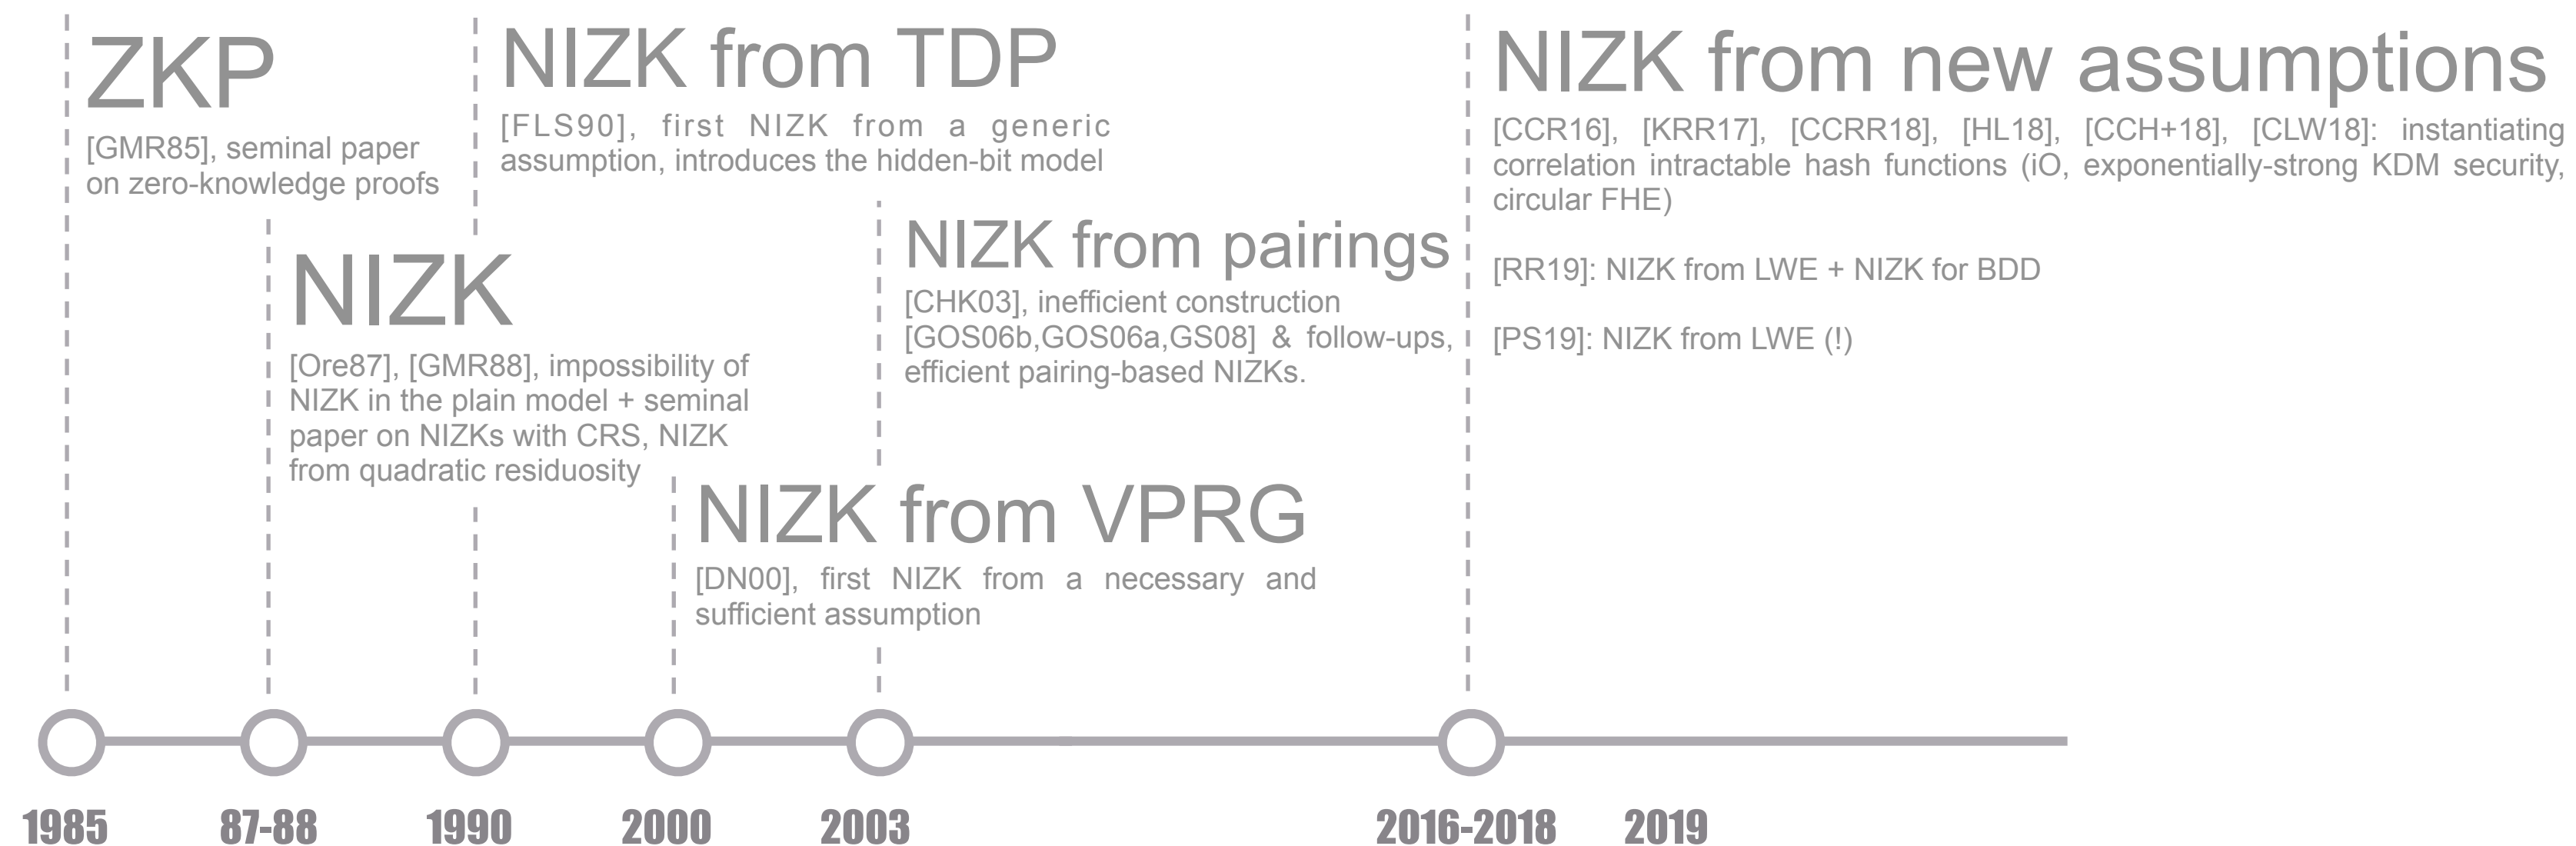 ZKP
[GMR85], seminal paper
on zero-knowledge proofs
NIZK
[Ore87], [GMR88], impossibility of
NIZK in the plain model + seminal
paper on NIZKs with CRS, NIZK
from quadratic residuosity
NIZK from TDP
[FLS90], first NIZK from a generic
assumption, introduces the hidden-bit model
NIZK from VPRG
[DN00], first NIZK from a necessary and
sufficient assumption
NIZK from pairings
[CHK03], inefficient construction
[GOS06b,GOS06a,GS08] & follow-ups,
efficient pairing-based NIZKs.
NIZK from new assumptions
[CCR16], [KRR17], [CCRR18], [HL18], [CCH+18], [CLW18]: instantiating
correlation intractable hash functions (iO, exponentially-strong KDM security,
circular FHE)
[RR19]: NIZK from LWE + NIZK for BDD
[PS19]: NIZK from LWE (!)
1985
87-88
1990
2000
2003
2016-2018
2019